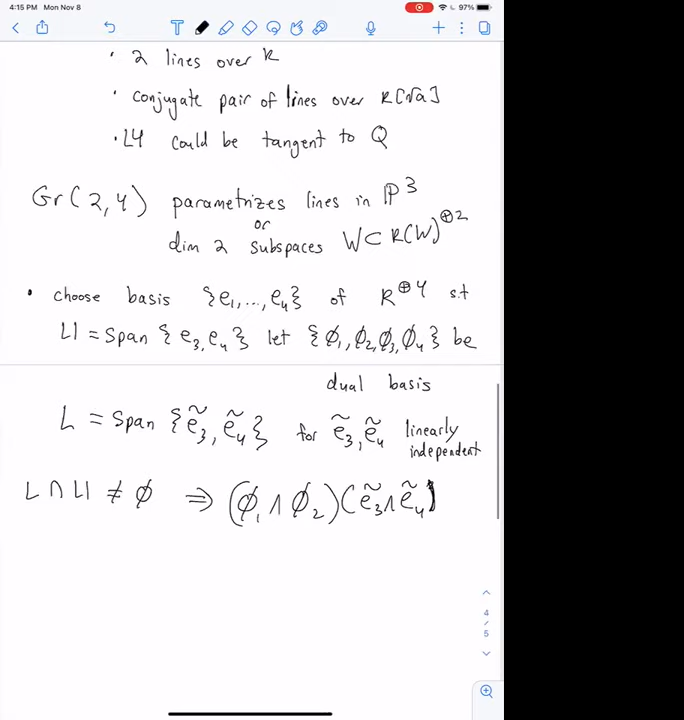 4:15 PM Mon Nov 8
97%
· 2 lines over k
· conjugate pair of lines over k[√a]
· L4 could be tangent to Q
Gr(2,4) parametrizes lines in ℙ³
or
dim 2 subspaces W⊂k(W)^⊕2
· choose basis {e₁,...,e₄} of k^⊕4 s.t
L1 = span {e₃,e₄} let {ϕ₁,ϕ₂,ϕ₃,ϕ₄} be
dual basis
L = span {ẽ₃,ẽ₄} for ẽ₃,ẽ₄ linearly
independent
L ∩ L1 ≠ ϕ ⇒ (ϕ₁∧ϕ₂)(ẽ₃∧ẽ₄)
4
/
5